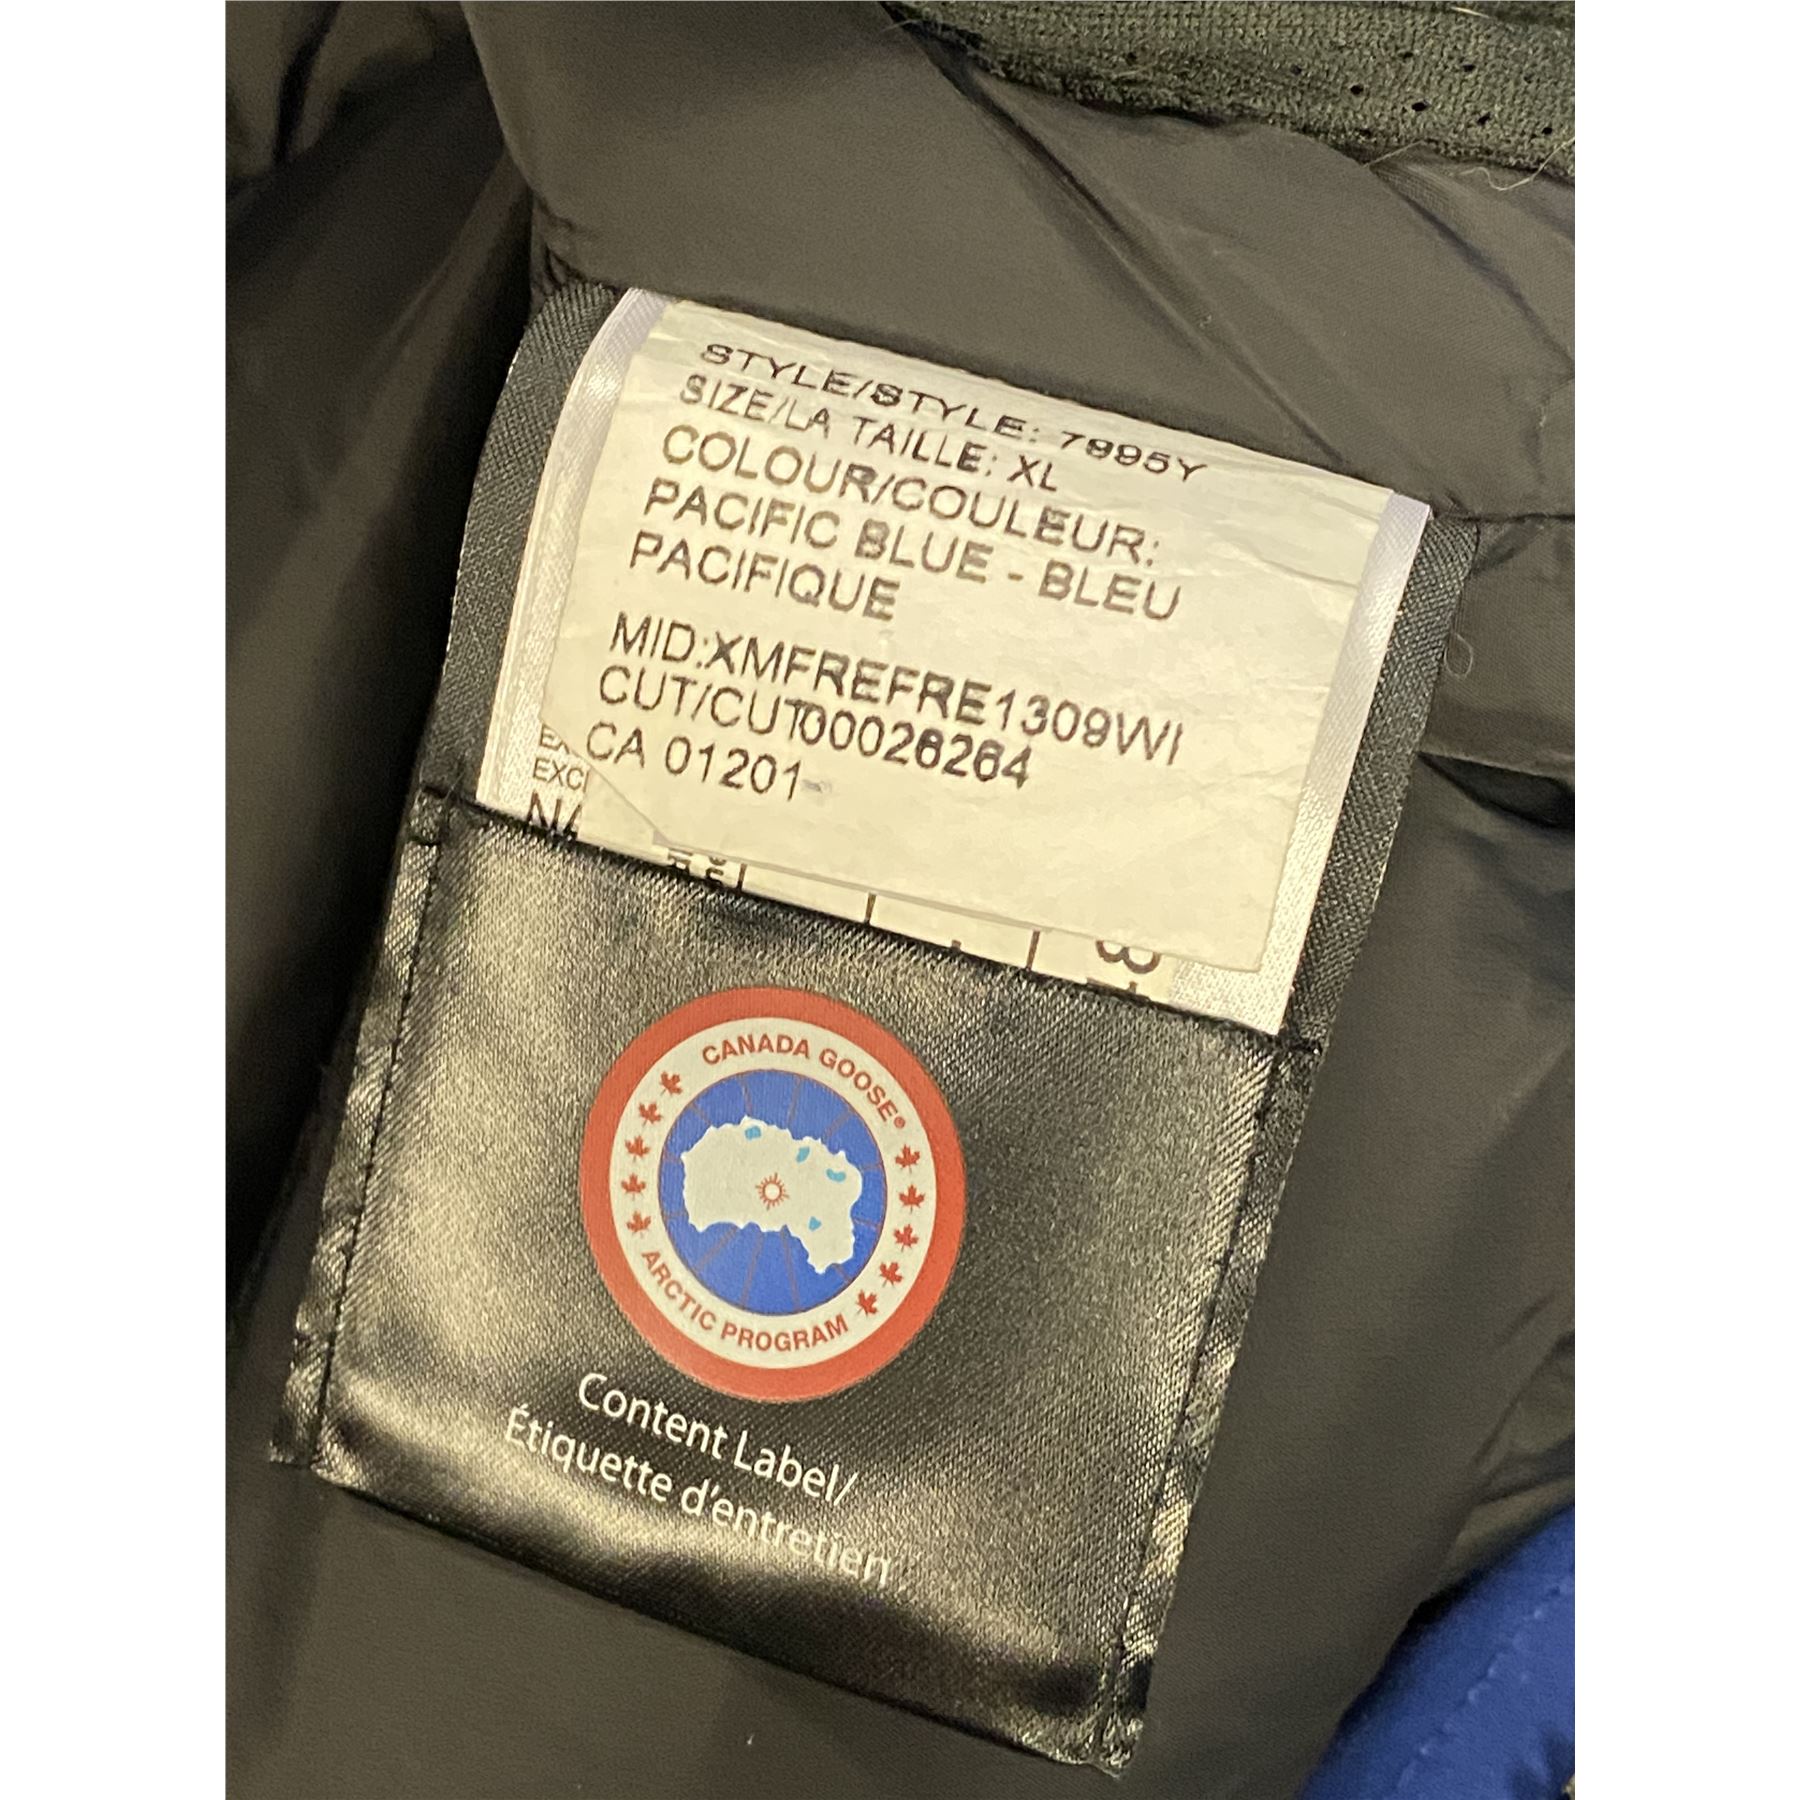 STYLE/STYLE: 7995Y
SIZE/LA TAILLE: XL
COLOUR/COULEUR:
PACIFIC BLUE - BLEU
PACIFIQUE
MID:XMFREFRE1309WI
CUT/CUT00026264
CA 01201
EXCL
CANADA GOOSE®
ARCTIC PROGRAM
Content Label/
Étiquette d'entretien